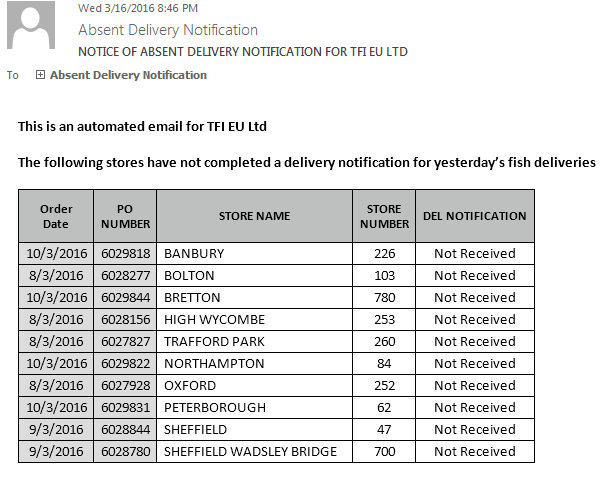 Wed 3/16/2016 8:46 PM
Absent Delivery Notification
NOTICE OF ABSENT DELIVERY NOTIFICATION FOR TFI EU LTD
To Absent Delivery Notification
This is an automated email for TFI EU Ltd
The following stores have not completed a delivery notification for yesterday's fish deliveries
Order Date PO NUMBER STORE NAME STORE NUMBER DEL NOTIFICATION
10/3/2016 6029818 BANBURY 226 Not Received
8/3/2016 6028277 BOLTON 103 Not Received
10/3/2016 6029844 BRETTON 780 Not Received
8/3/2016 6028156 HIGH WYCOMBE 253 Not Received
8/3/2016 6027827 TRAFFORD PARK 260 Not Received
10/3/2016 6029822 NORTHAMPTON 84 Not Received
8/3/2016 6027928 OXFORD 252 Not Received
10/3/2016 6029831 PETERBOROUGH 62 Not Received
9/3/2016 6028844 SHEFFIELD 47 Not Received
9/3/2016 6028780 SHEFFIELD WADSLEY BRIDGE 700 Not Received